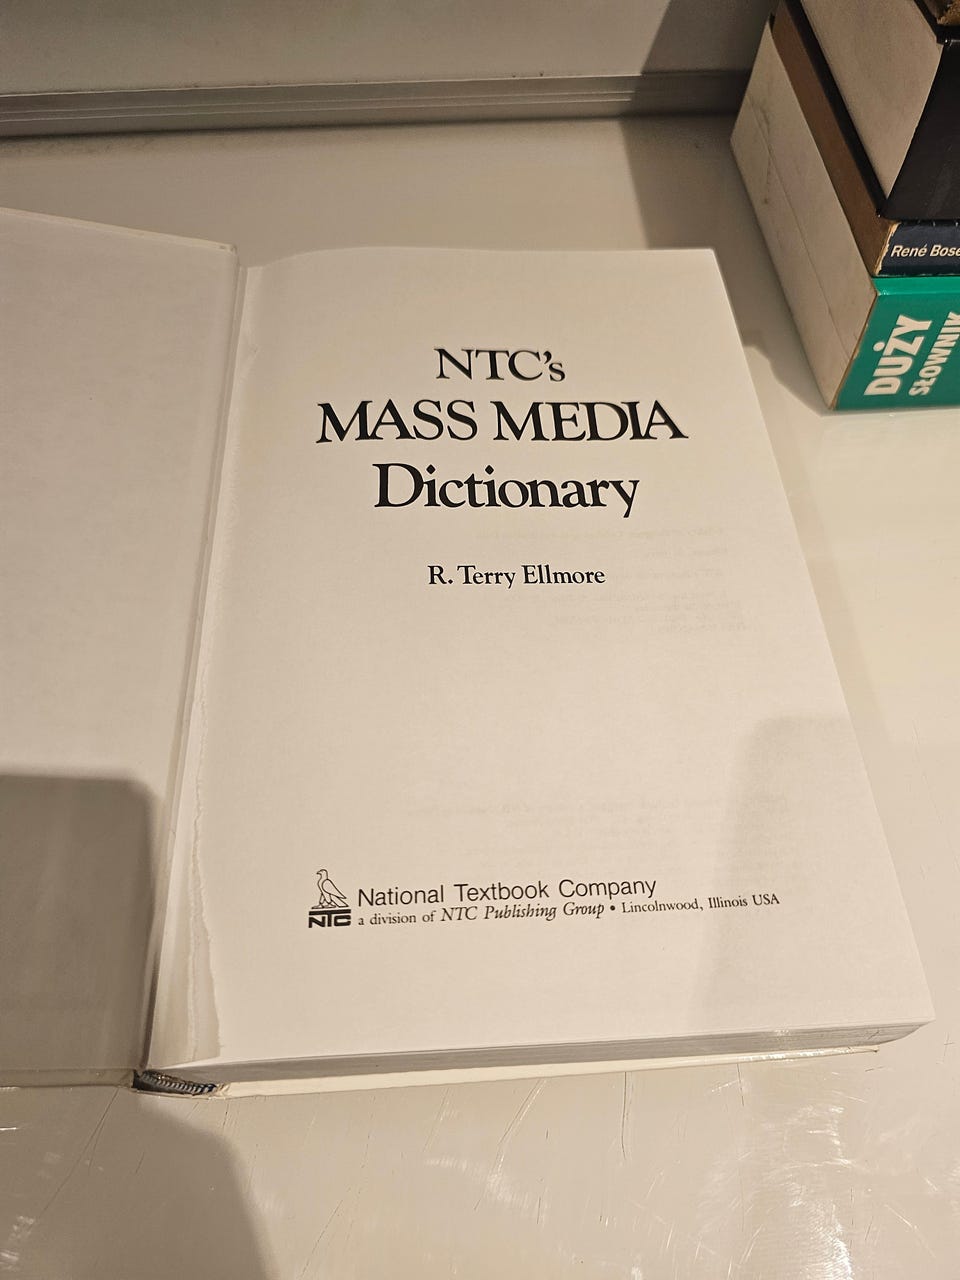 NTC's
MASS MEDIA
Dictionary
R. Terry Ellmore
National Textbook Company
NTC a division of NTC Publishing Group • Lincolnwood, Illinois USA
René Bose
DUŻY
SŁOWNIK